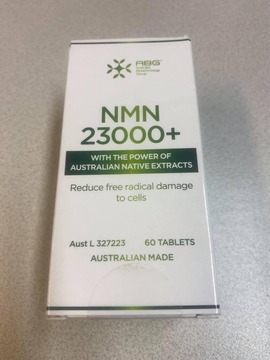 ABG
NMN
23000+
WITH THE POWER OF
AUSTRALIAN NATIVE EXTRACTS
Reduce free radical damage
to cells
Aust L 327223 60 TABLETS
AUSTRALIAN MADE